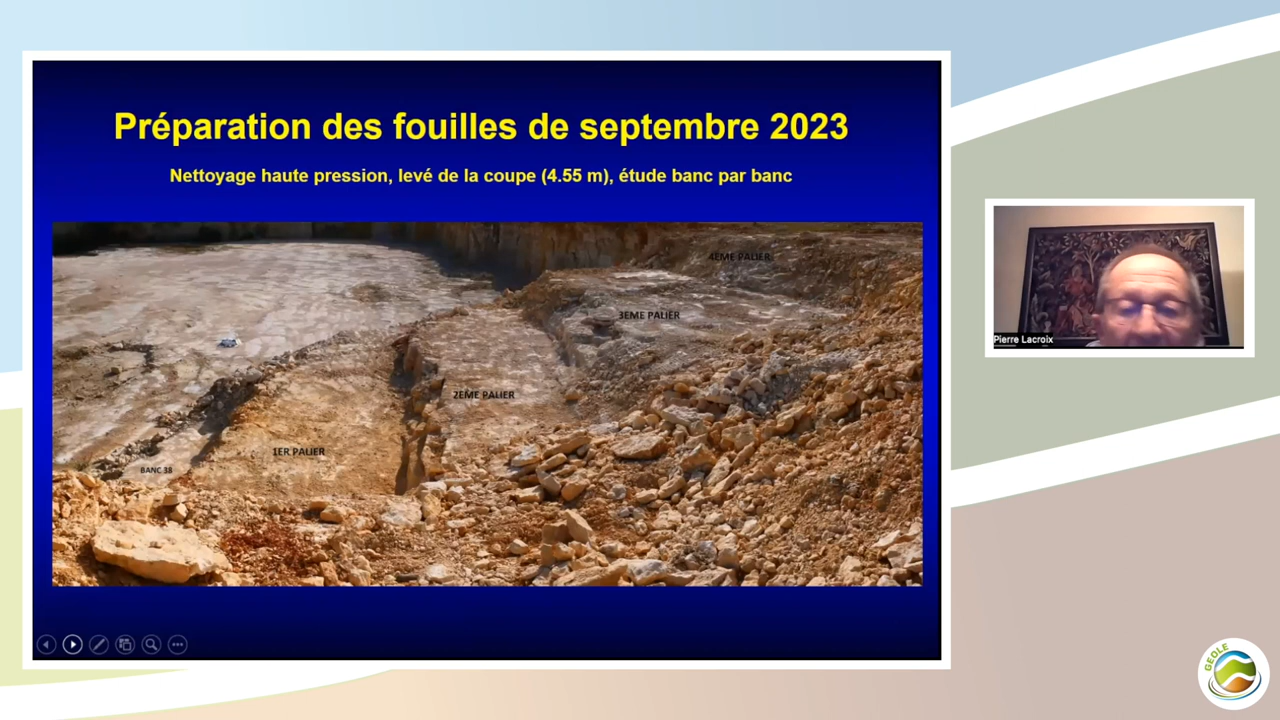 Préparation des fouilles de septembre 2023
Nettoyage haute pression, levé de la coupe (4.55 m), étude banc par banc
4EME PALIER
3EME PALIER
2EME PALIER
1ER PALIER
BANC 38
Pierre Lacroix
GEOLE